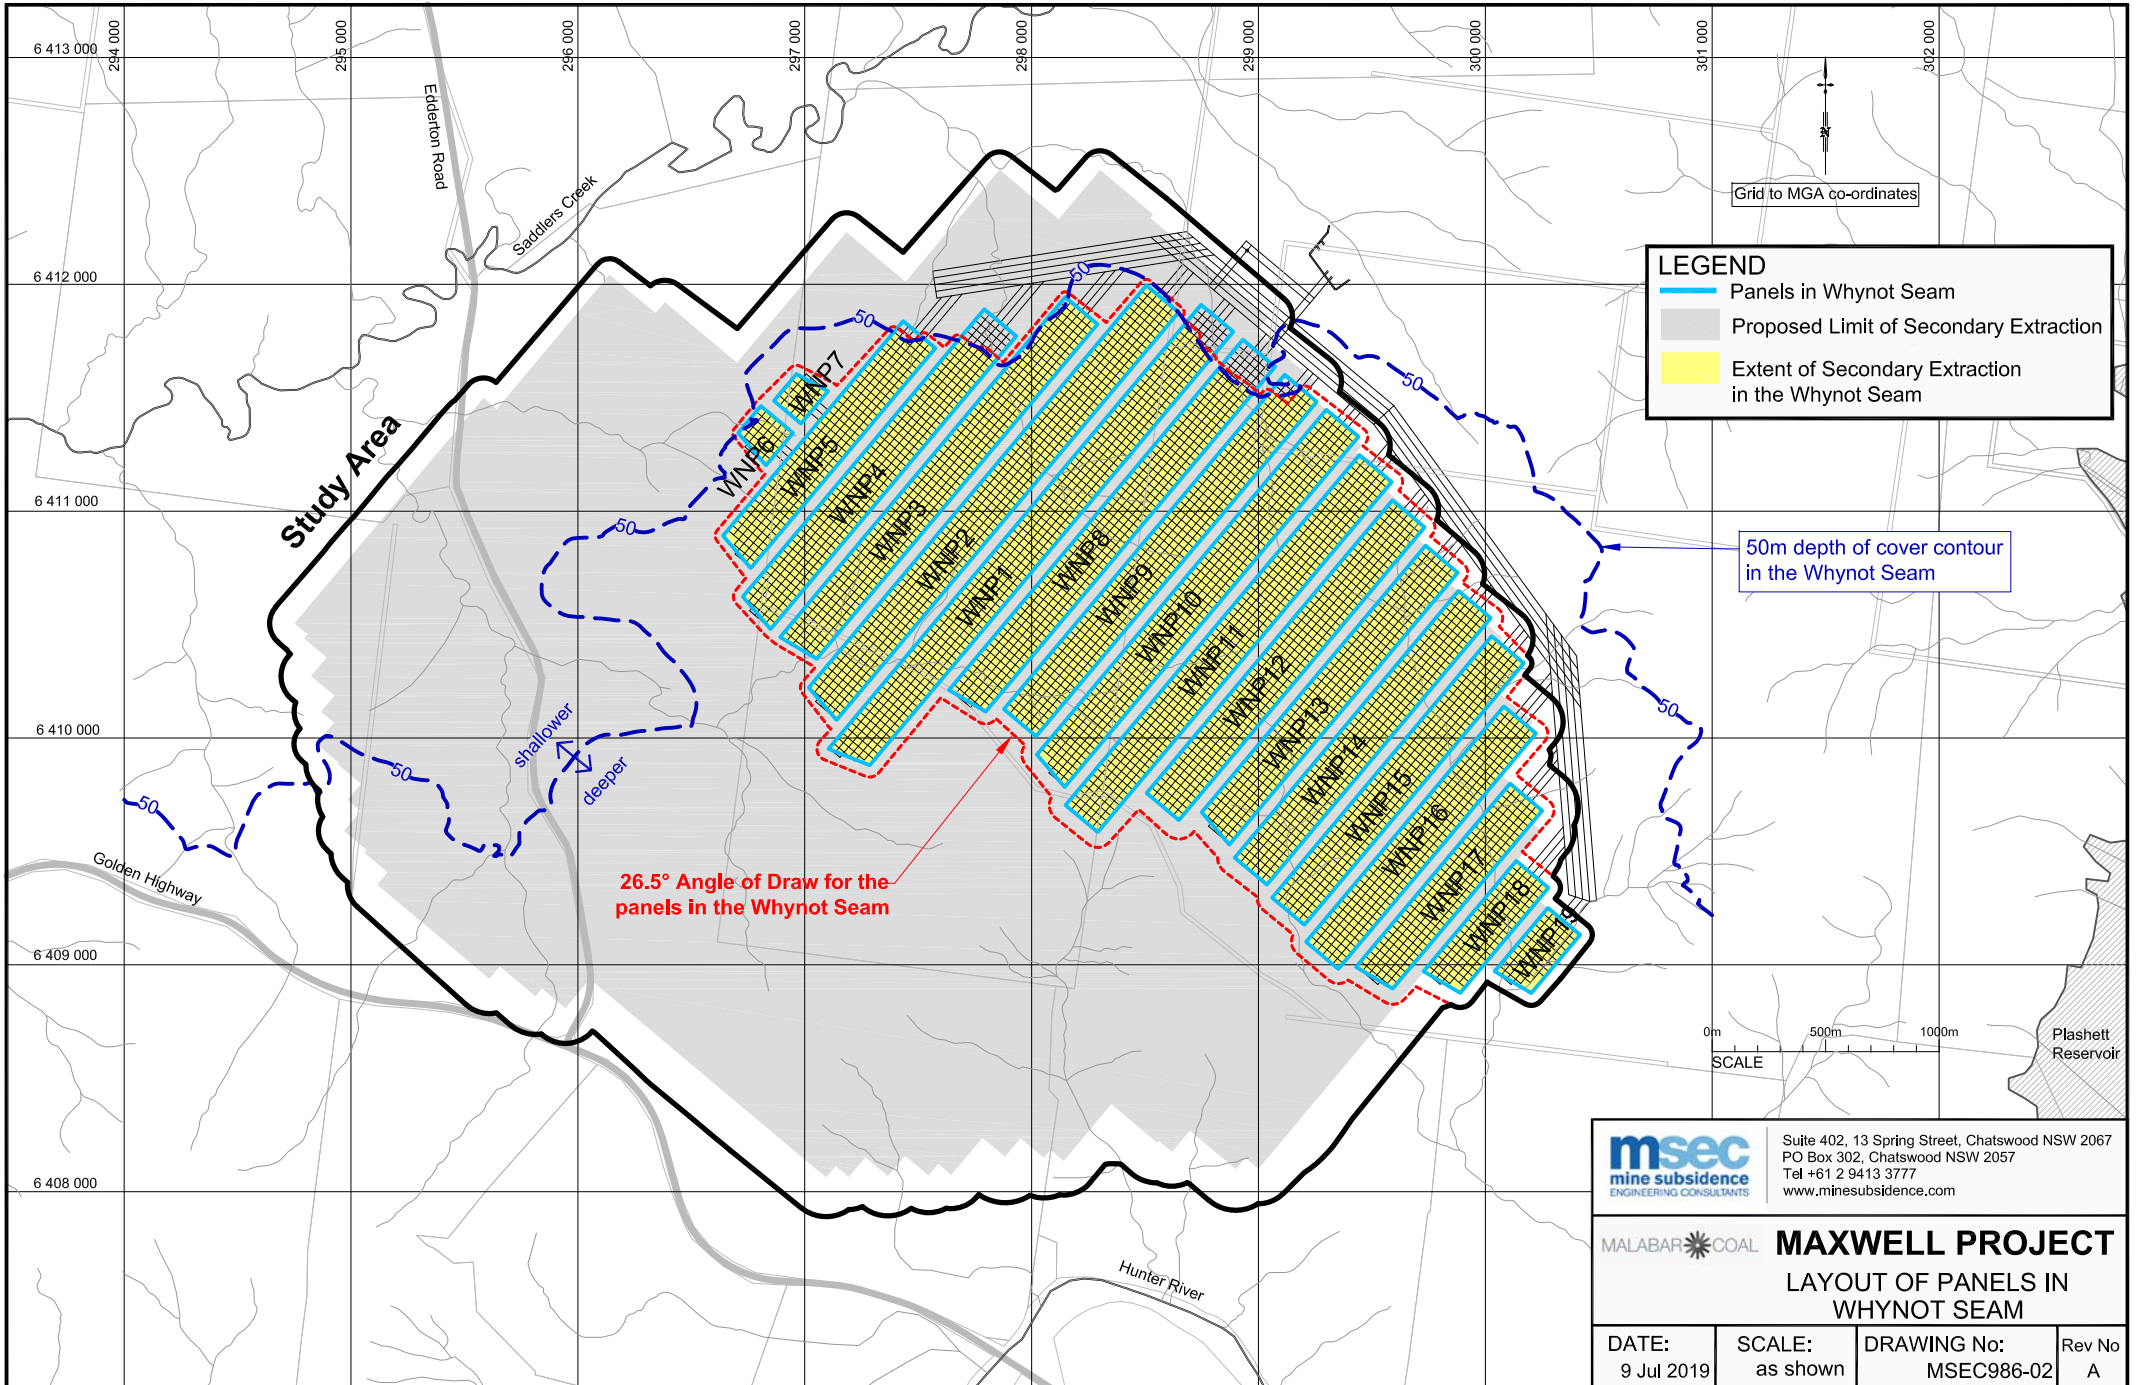 294 000
295 000
296 000
297 000
298 000
299 000
300 000
301 000
302 000
6 413 000
6 412 000
6 411 000
6 410 000
6 409 000
6 408 000
Edderton Road
Saddlers Creek
Study Area
Golden Highway
Hunter River
Plashett
Reservoir
N
Grid to MGA co-ordinates
LEGEND
Panels in Whynot Seam
Proposed Limit of Secondary Extraction
Extent of Secondary Extraction
in the Whynot Seam
50m depth of cover contour
in the Whynot Seam
50
50
50
50
50
50
50
shallower
deeper
26.5° Angle of Draw for the
panels in the Whynot Seam
WNP7
WNP6
WNP5
WNP4
WNP3
WNP2
WNP1
WNP8
WNP9
WNP10
WNP11
WNP12
WNP13
WNP14
WNP15
WNP16
WNP17
WNP18
WNP19
0m
500m
1000m
SCALE
msec
mine subsidence
ENGINEERING CONSULTANTS
Suite 402, 13 Spring Street, Chatswood NSW 2067
PO Box 302, Chatswood NSW 2057
Tel +61 2 9413 3777
www.minesubsidence.com
MALABAR COAL
MAXWELL PROJECT
LAYOUT OF PANELS IN
WHYNOT SEAM
DATE:
9 Jul 2019
SCALE:
as shown
DRAWING No:
MSEC986-02
Rev No
A